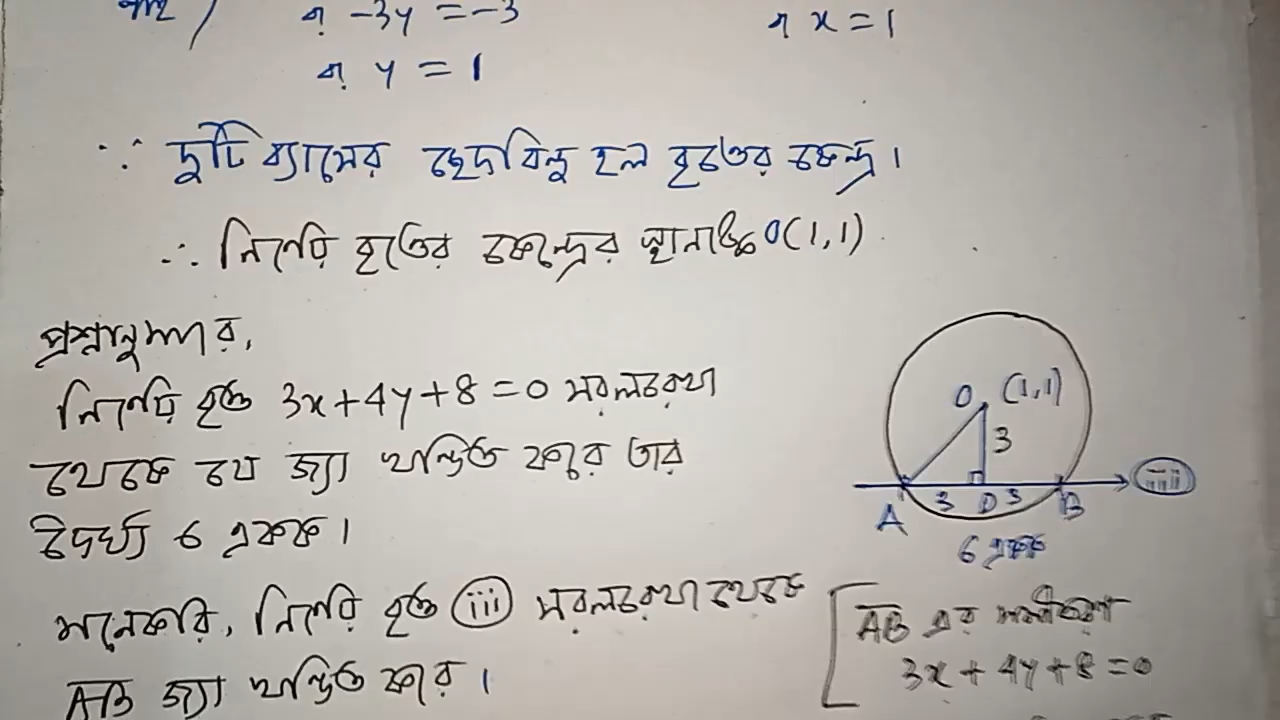 বা -3y = -3
বা x = 1
বা y = 1
∵ দুটি ব্যাসের ছেদবিন্দু হল বৃত্তের কেন্দ্র।
∴ নির্ণেয় বৃত্তের কেন্দ্রের স্থানাঙ্ক O(1,1)
প্রশ্নানুসারে,
নির্ণেয় বৃত্ত 3x+4y+8=0 সরলরেখা
থেকে যে জ্যা খন্ডিত করে তার
দৈর্ঘ্য 6 একক।
O (1,1)
3
iii
3 D 3
A B
6 একক
মনেকরি, নির্ণেয় বৃত্ত (iii) সরলরেখা থেকে
AB জ্যা খন্ডিত করে।
AB এর সমীকরণ
3x+4y+8=0